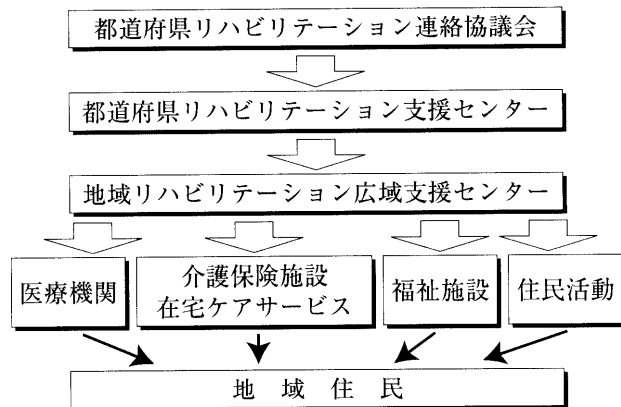 都道府県リハビリテーション連絡協議会
都道府県リハビリテーション支援センター
地域リハビリテーション広域支援センター
医療機関
介護保険施設
在宅ケアサービス
福祉施設
住民活動
地域住民